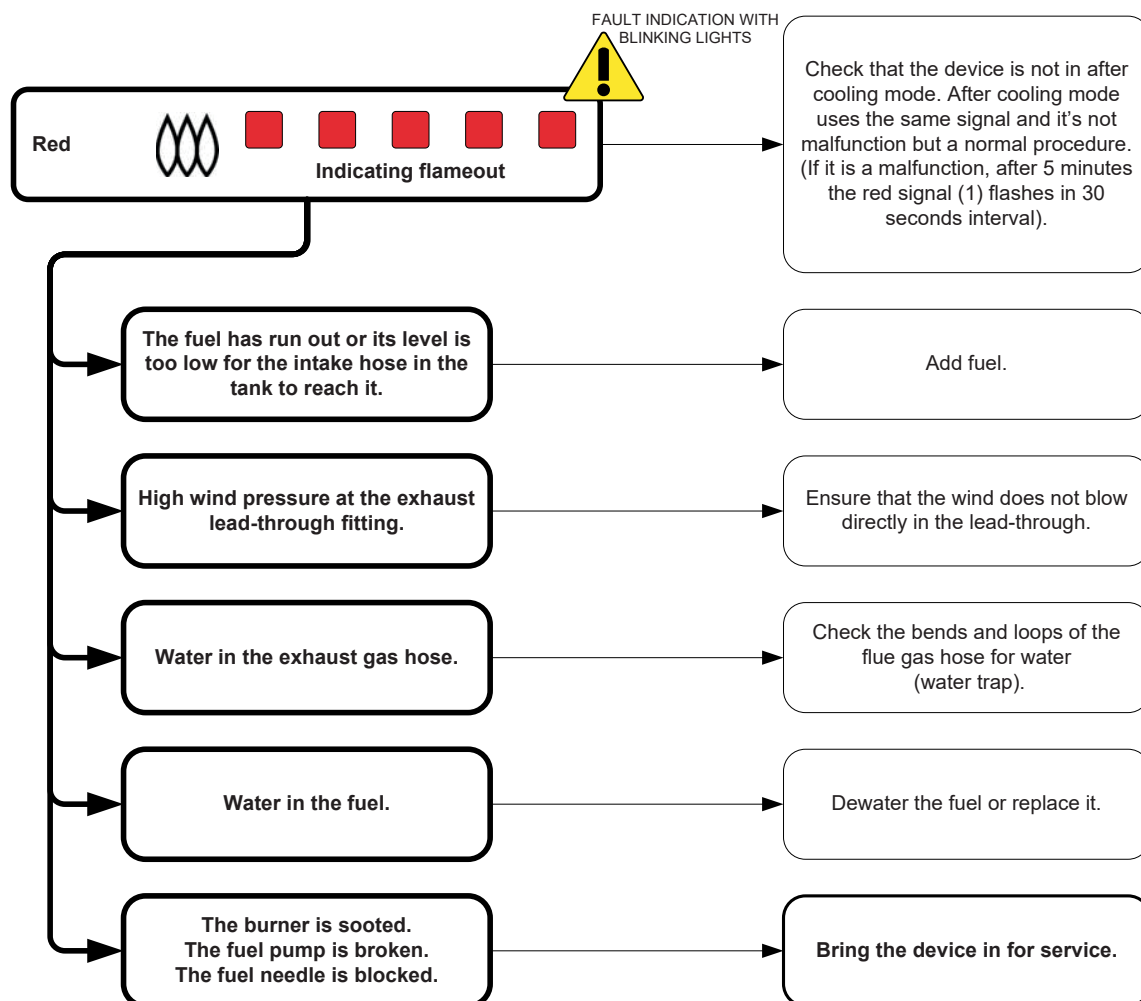 FAULT INDICATION WITH
BLINKING LIGHTS
Red
Indicating flameout
Check that the device is not in after
cooling mode. After cooling mode
uses the same signal and it's not
malfunction but a normal procedure.
(If it is a malfunction, after 5 minutes
the red signal (1) flashes in 30
seconds interval).
The fuel has run out or its level is
too low for the intake hose in the
tank to reach it.
Add fuel.
High wind pressure at the exhaust
lead-through fitting.
Ensure that the wind does not blow
directly in the lead-through.
Water in the exhaust gas hose.
Check the bends and loops of the
flue gas hose for water
(water trap).
Water in the fuel.
Dewater the fuel or replace it.
The burner is sooted.
The fuel pump is broken.
The fuel needle is blocked.
Bring the device in for service.